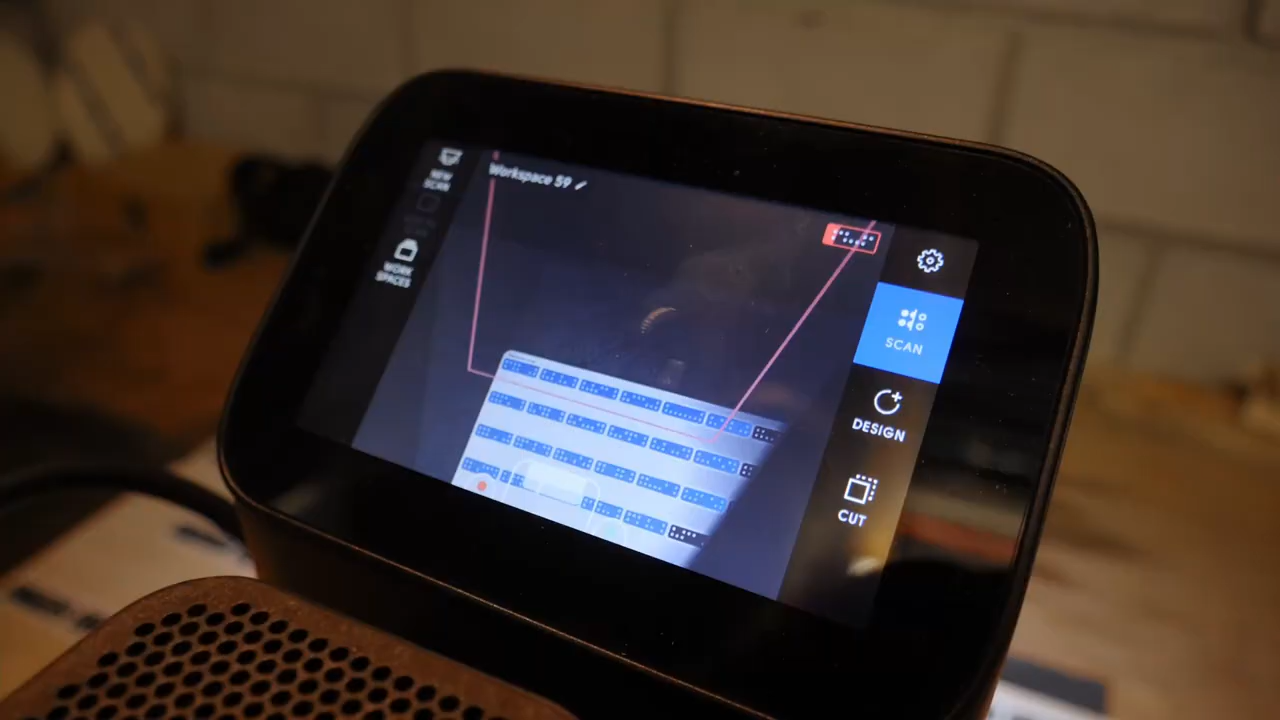 NEW
SCAN
Workspace 59
WORK
SPACES
SCAN
DESIGN
CUT